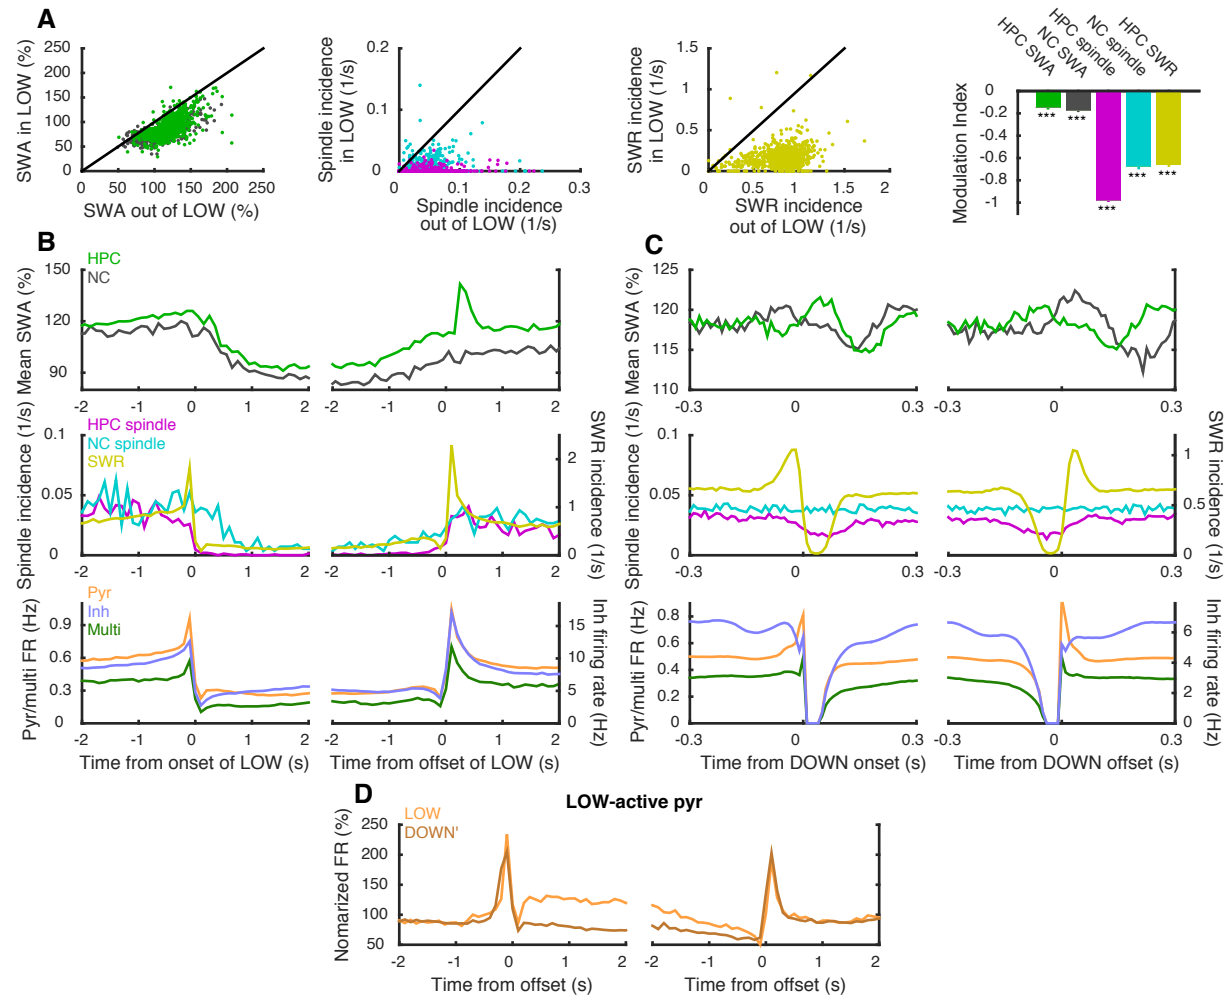 A
SWA in LOW (%)
250
200
150
100
50
0
0 50 100 150 200 250
SWA out of LOW (%)
Spindle incidence
in LOW (1/s)
0.2
0.1
0
0 0.1 0.2 0.3
Spindle incidence
out of LOW (1/s)
SWR incidence
in LOW (1/s)
1.5
1
0.5
0
0 0.5 1 1.5 2
SWR incidence
out of LOW (1/s)
HPC SWA
NC SWA
HPC spindle
NC spindle
HPC SWR
Modulation Index
0
-0.2
-0.4
-0.6
-0.8
-1
*** *** *** *** ***
B
HPC
NC
Mean SWA (%)
150
120
90
-2 -1 0 1 2
-2 -1 0 1 2
HPC spindle
NC spindle
SWR
Spindle incidence (1/s)
0.1
0.05
0
-2 -1 0 1 2
-2 -1 0 1 2
2
1
0
SWR incidence (1/s)
Pyr
Inh
Multi
Pyr/multi FR (Hz)
0.9
0.6
0.3
0
-2 -1 0 1 2
Time from onset of LOW (s)
-2 -1 0 1 2
Time from offset of LOW (s)
15
10
5
0
Inh firing rate (Hz)
C
Mean SWA (%)
125
120
115
110
-0.3 0 0.3
-0.3 0 0.3
Spindle incidence (1/s)
0.1
0.05
0
-0.3 0 0.3
-0.3 0 0.3
1
0.5
0
SWR incidence (1/s)
Pyr/multi FR (Hz)
0.8
0.6
0.4
0.2
0
-0.3 0 0.3
Time from DOWN onset (s)
-0.3 0 0.3
Time from DOWN offset (s)
6
4
2
0
Inh firing rate (Hz)
D
LOW-active pyr
LOW
DOWN'
Nomarized FR (%)
250
200
150
100
50
-2 -1 0 1 2
Time from offset (s)
-2 -1 0 1 2
Time from offset (s)